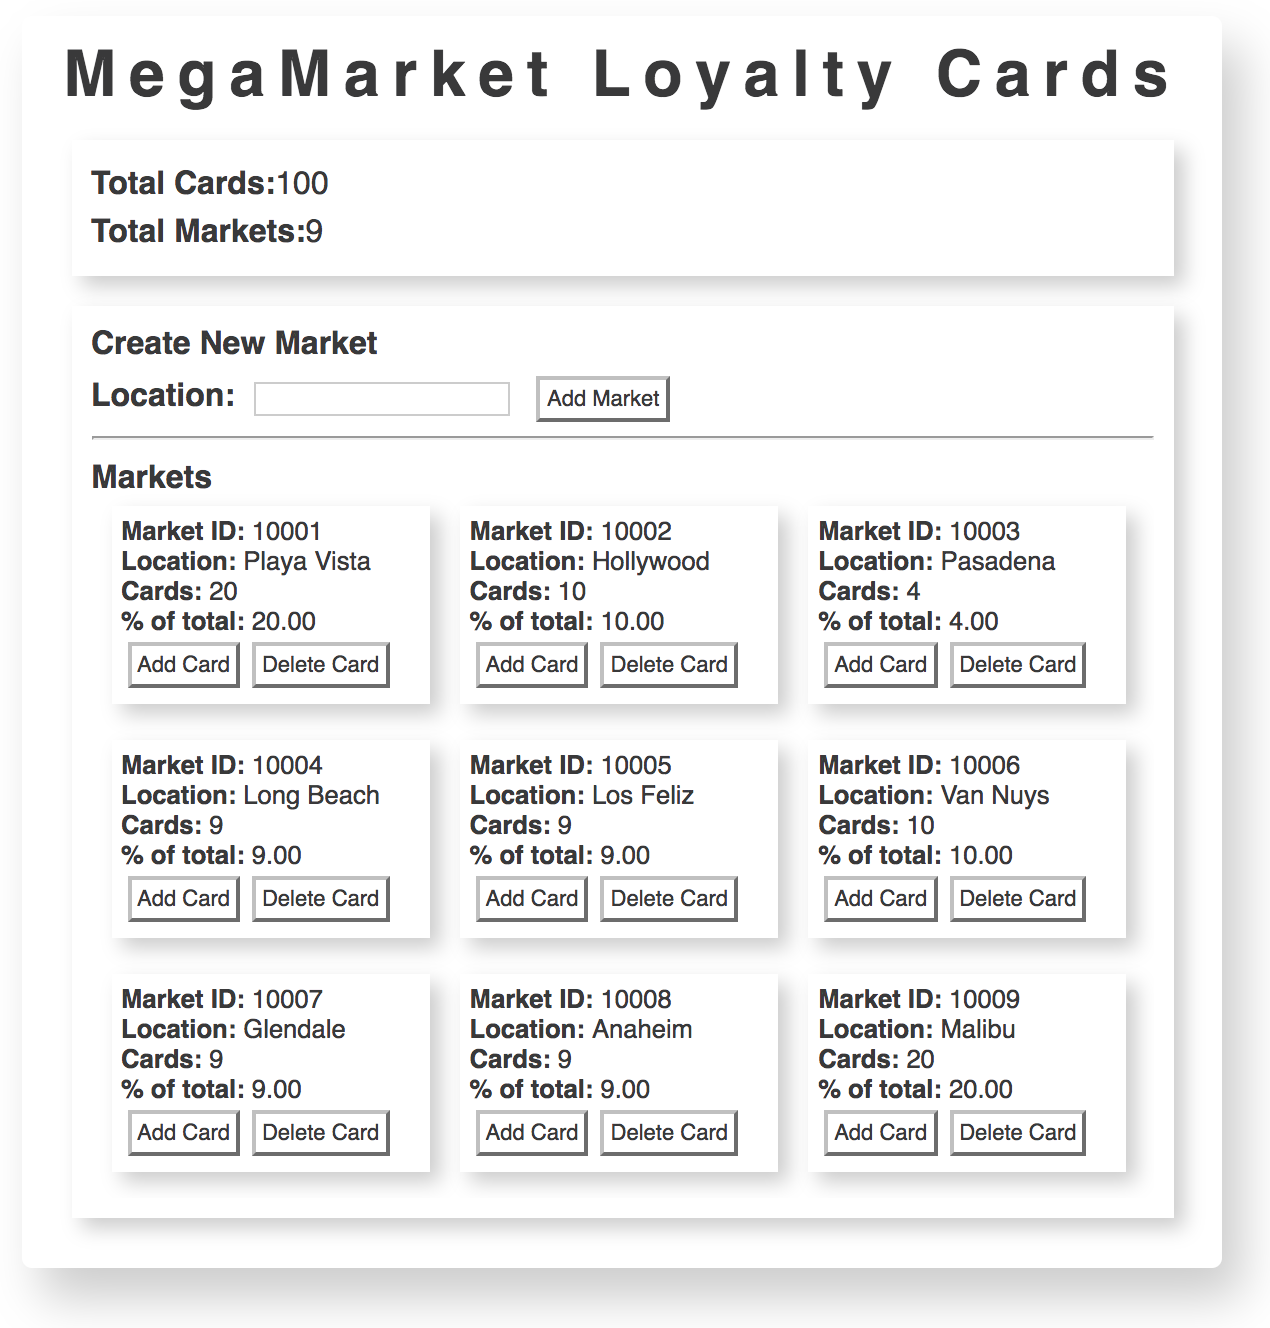 MegaMarket Loyalty Cards
Total Cards:100
Total Markets:9
Create New Market
Location:
Add Market
Markets
Market ID: 10001
Location: Playa Vista
Cards: 20
% of total: 20.00
Add Card Delete Card
Market ID: 10002
Location: Hollywood
Cards: 10
% of total: 10.00
Add Card Delete Card
Market ID: 10003
Location: Pasadena
Cards: 4
% of total: 4.00
Add Card Delete Card
Market ID: 10004
Location: Long Beach
Cards: 9
% of total: 9.00
Add Card Delete Card
Market ID: 10005
Location: Los Feliz
Cards: 9
% of total: 9.00
Add Card Delete Card
Market ID: 10006
Location: Van Nuys
Cards: 10
% of total: 10.00
Add Card Delete Card
Market ID: 10007
Location: Glendale
Cards: 9
% of total: 9.00
Add Card Delete Card
Market ID: 10008
Location: Anaheim
Cards: 9
% of total: 9.00
Add Card Delete Card
Market ID: 10009
Location: Malibu
Cards: 20
% of total: 20.00
Add Card Delete Card